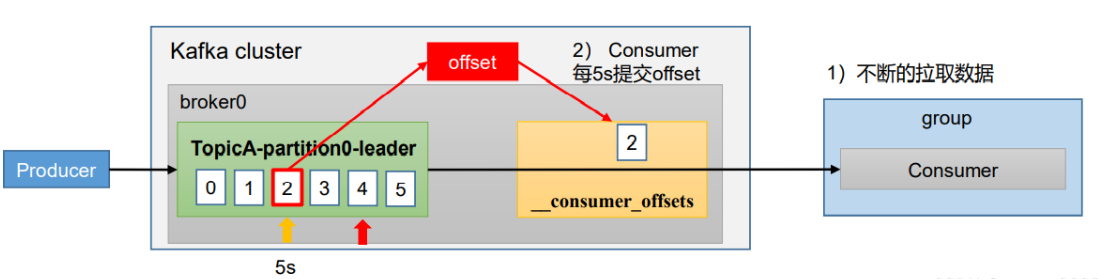 Kafka cluster
offset
2） Consumer
每5s提交offset
1）不断的拉取数据
broker0
group
TopicA-partition0-leader
2
Producer
Consumer
0 1 2 3 4 5
__consumer_offsets
5s